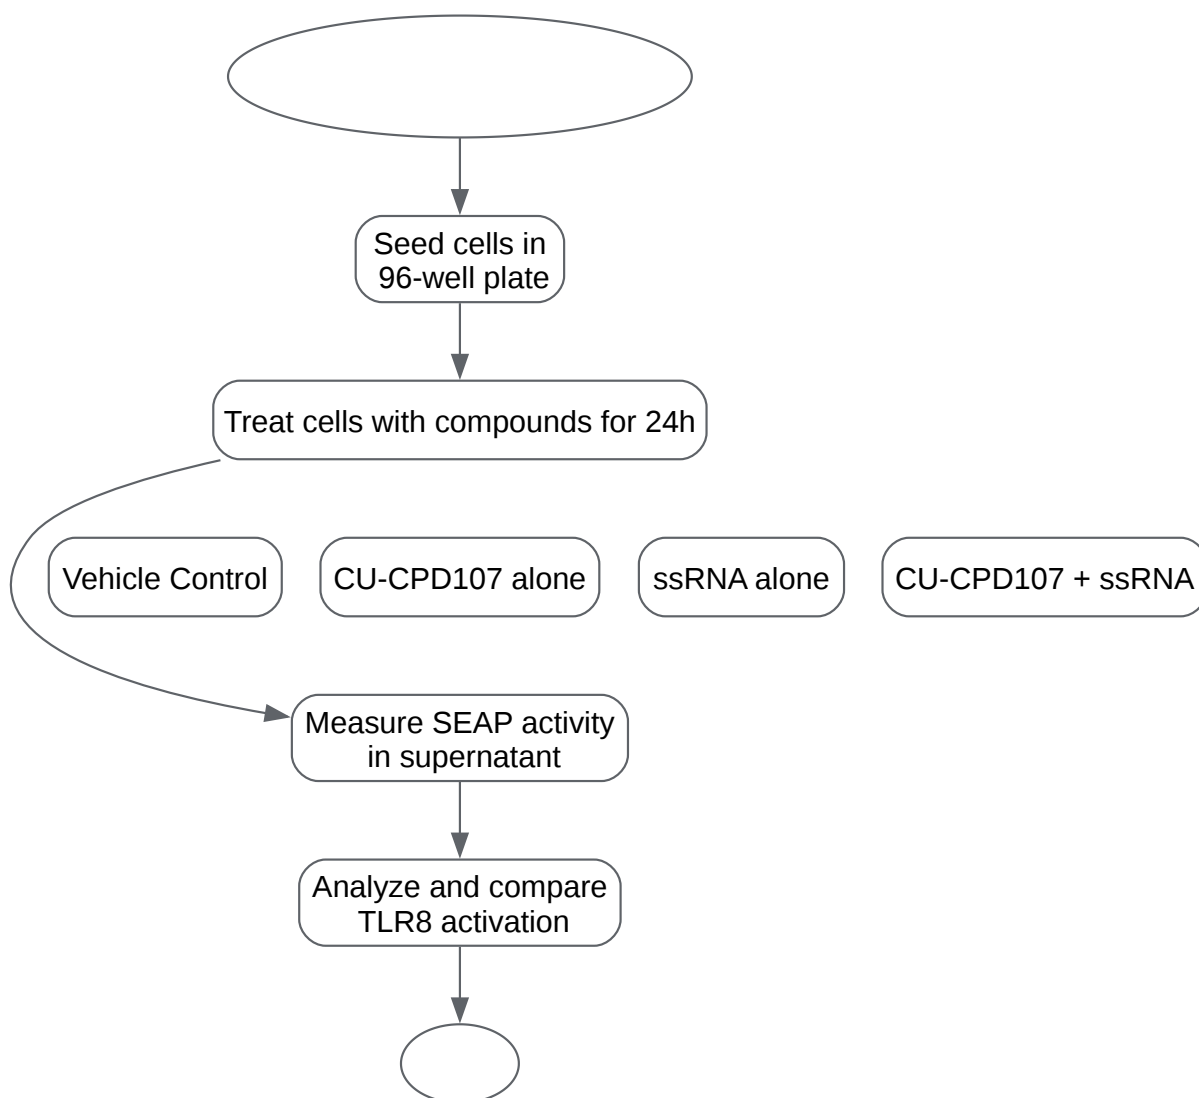 Seed cells in
96-well plate
Treat cells with compounds for 24h
Vehicle Control
CU-CPD107 alone
ssRNA alone
CU-CPD107 + ssRNA
Measure SEAP activity
in supernatant
Analyze and compare
TLR8 activation